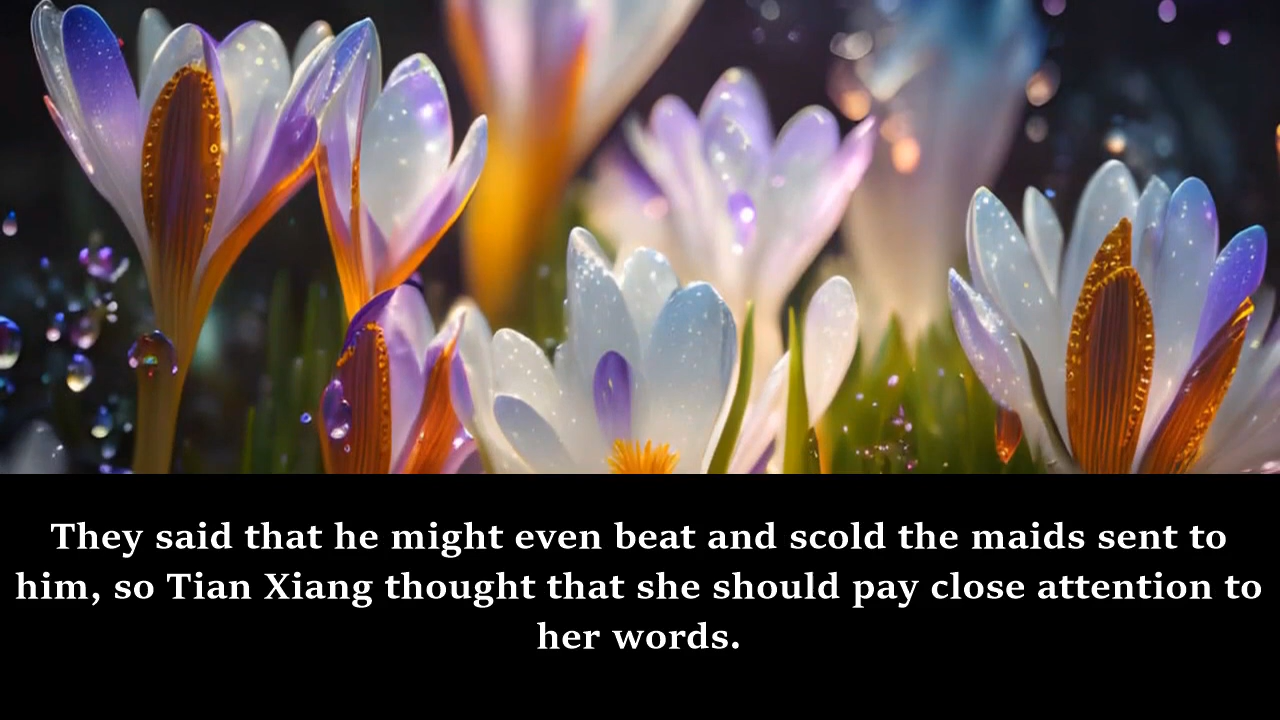 They said that he might even beat and scold the maids sent to
him, so Tian Xiang thought that she should pay close attention to
her words.